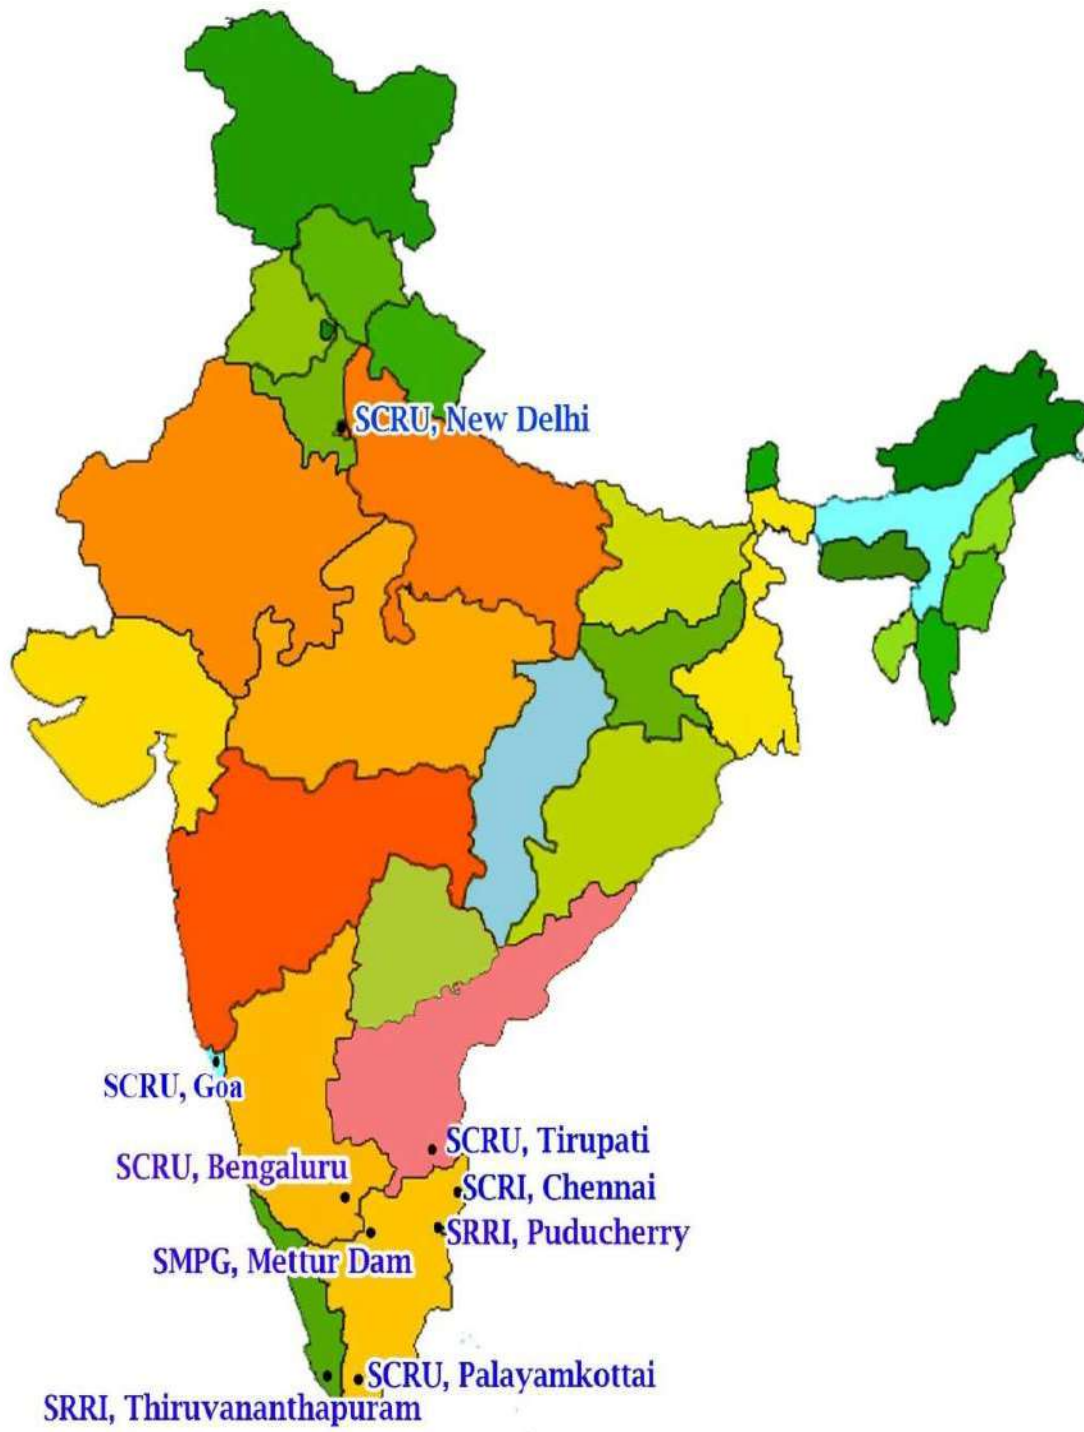 SCRU, New Delhi
SCRU, Goa
SCRU, Tirupati
SCRU, Bengaluru
SCRI, Chennai
SRRI, Puducherry
SMPG, Mettur Dam
SCRU, Palayamkottai
SRRI, Thiruvananthapuram